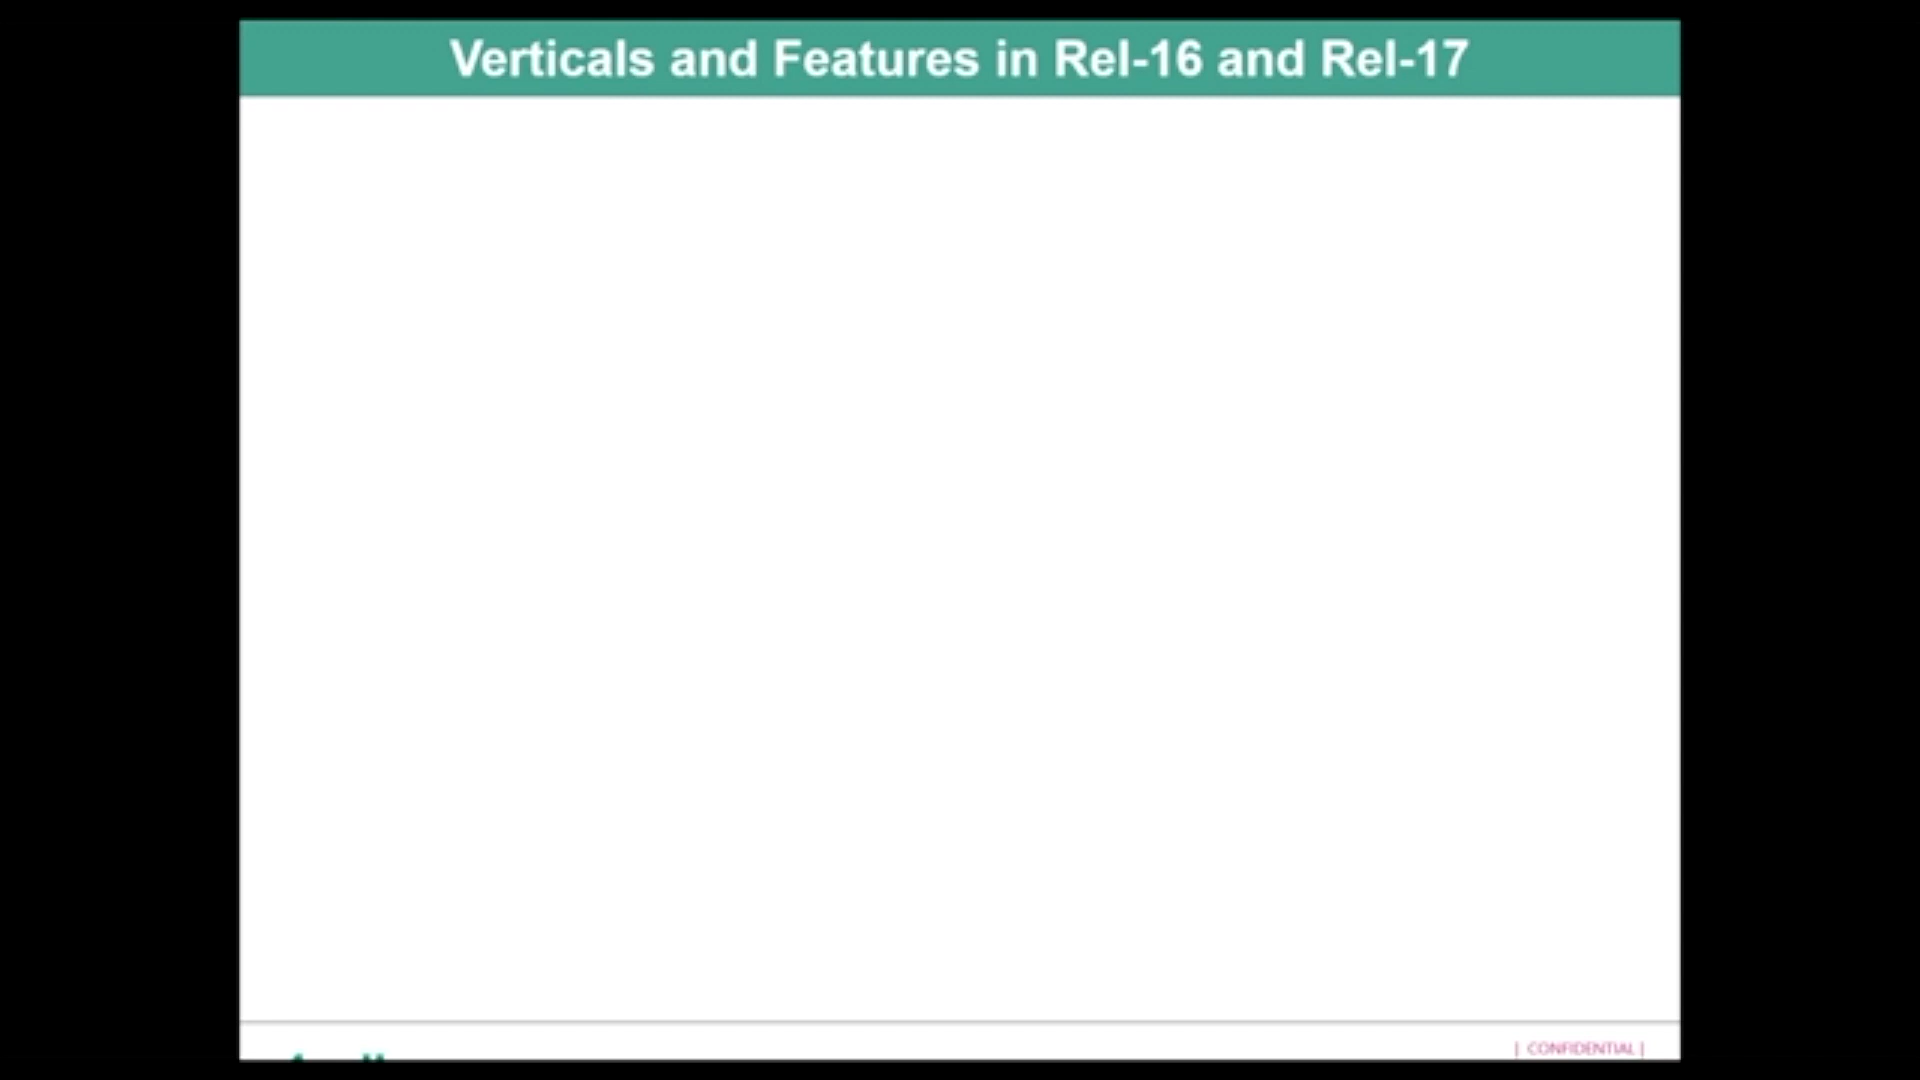 Verticals and Features in Rel-16 and Rel-17
| CONFIDENTIAL |